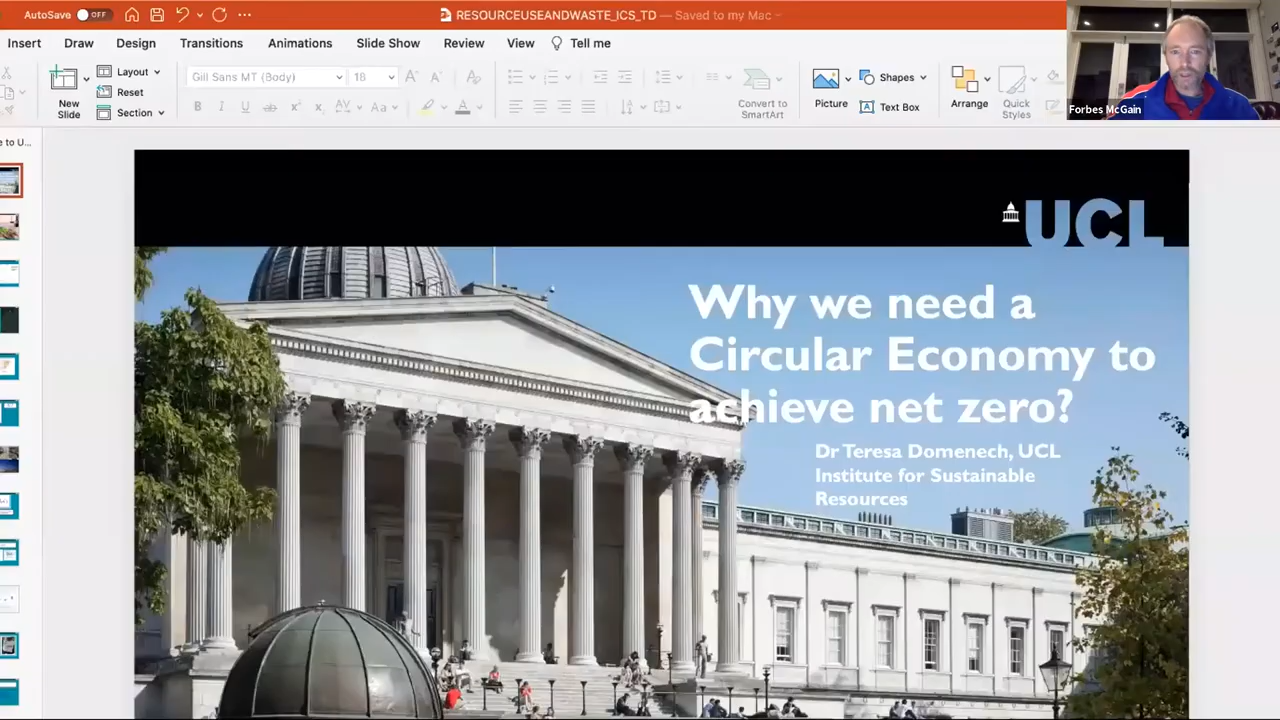 AutoSave OFF
RESOURCEUSEANDWASTE_ICS_TD — Saved to my Mac
Insert Draw Design Transitions Animations Slide Show Review View Tell me
New Slide
Layout
Reset
Section
Gill Sans MT (Body)
Convert to SmartArt
Picture
Shapes
Text Box
Arrange
Quick Styles
Forbes McGain
e to U...
UCL
Why we need a
Circular Economy to
achieve net zero?
Dr Teresa Domenech, UCL
Institute for Sustainable
Resources